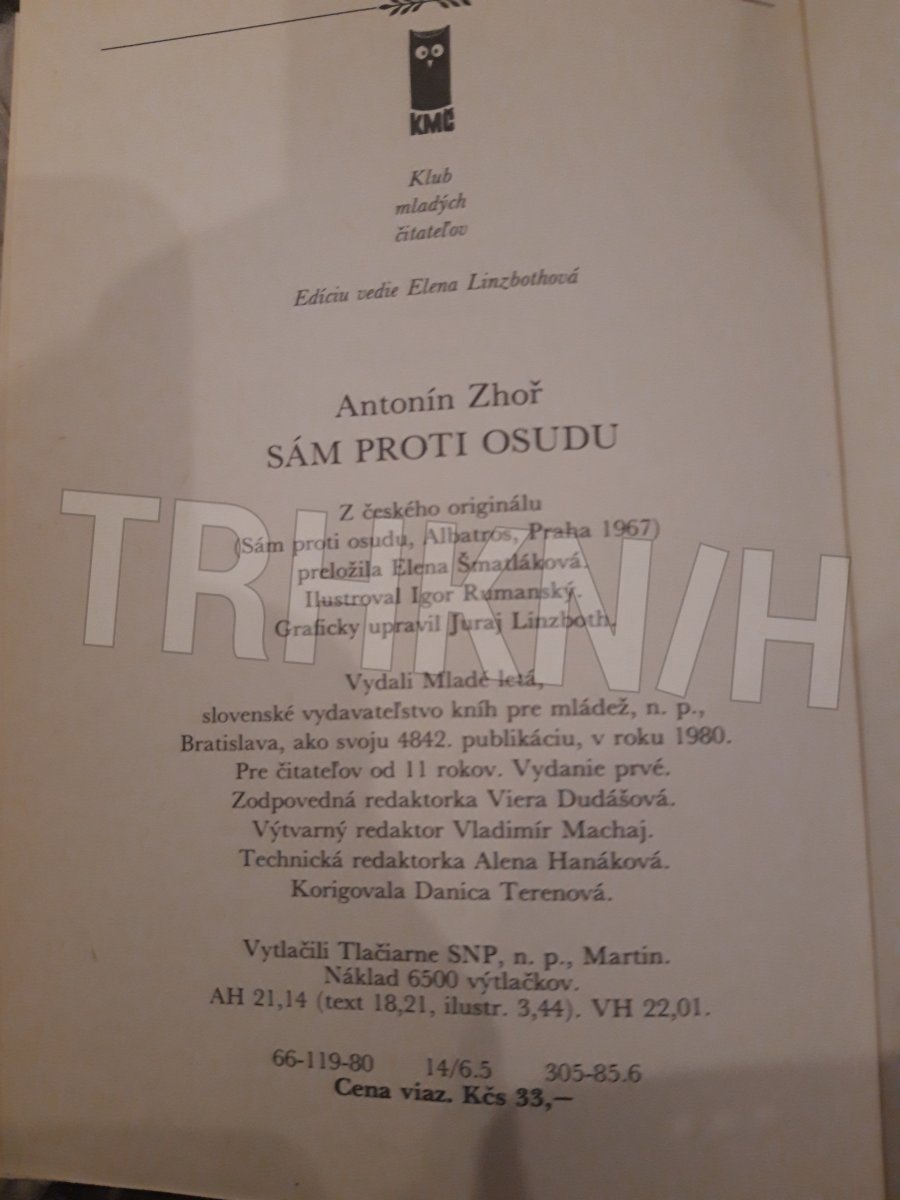 KMČ
Klub
mladých
čitateľov
Edíciu vedie Elena Linzbothová
Antonín Zhoř
SÁM PROTI OSUDU
Z českého originálu
(Sám proti osudu, Albatros, Praha 1967)
preložila Elena Šmatláková.
Ilustroval Igor Rumanský.
Graficky upravil Juraj Linzboth.
TRHKNÍH
Vydali Mladé letá,
slovenské vydavateľstvo kníh pre mládež, n. p.,
Bratislava, ako svoju 4842. publikáciu, v roku 1980.
Pre čitateľov od 11 rokov. Vydanie prvé.
Zodpovedná redaktorka Viera Dudášová.
Výtvarný redaktor Vladimír Machaj.
Technická redaktorka Alena Hanáková.
Korigovala Danica Terenová.
Vytlačili Tlačiarne SNP, n. p., Martin.
Náklad 6500 výtlačkov.
AH 21,14 (text 18,21, ilustr. 3,44). VH 22,01.
66-119-80 14/6.5 305-85.6
Cena viaz. Kčs 33,—